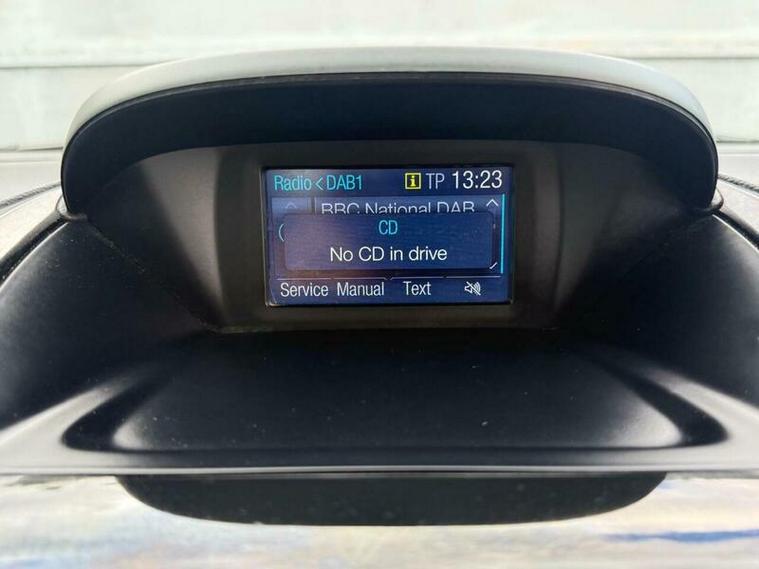 Radio < DAB1 i TP 13:23
BBC National DAB
CD
No CD in drive
Service Manual Text